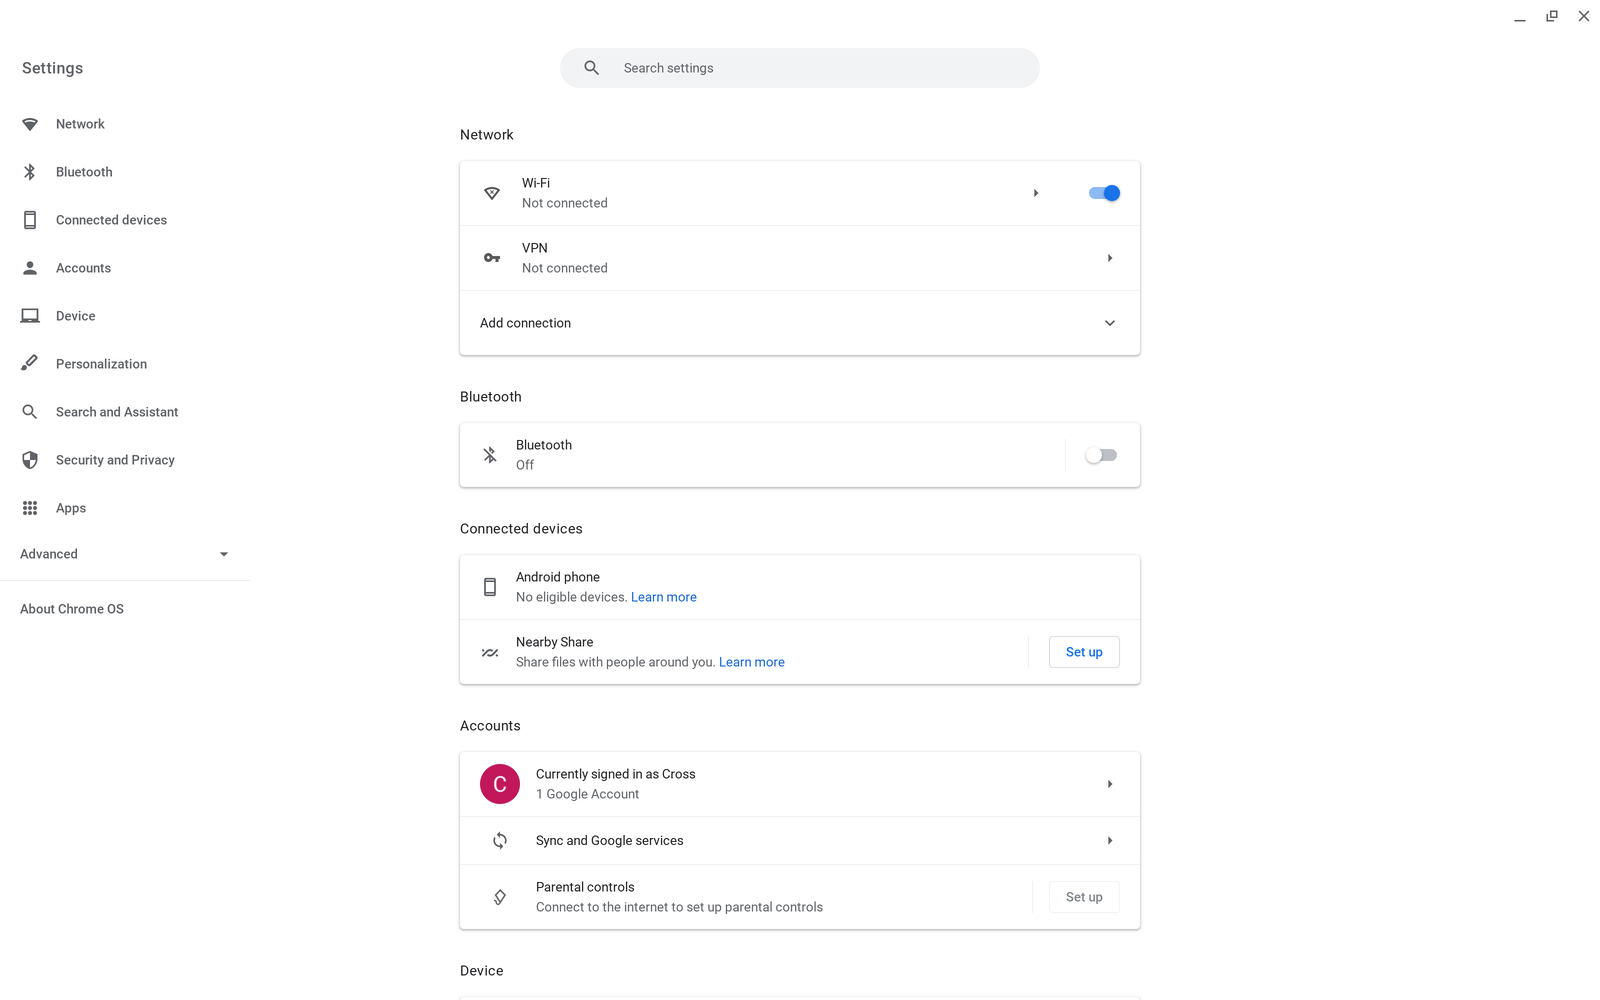 Settings
Search settings
Network
Bluetooth
Connected devices
Accounts
Device
Personalization
Search and Assistant
Security and Privacy
Apps
Advanced
About Chrome OS
Network
Wi-Fi
Not connected
VPN
Not connected
Add connection
Bluetooth
Bluetooth
Off
Connected devices
Android phone
No eligible devices. Learn more
Nearby Share
Share files with people around you. Learn more
Set up
Accounts
C
Currently signed in as Cross
1 Google Account
Sync and Google services
Parental controls
Connect to the internet to set up parental controls
Set up
Device